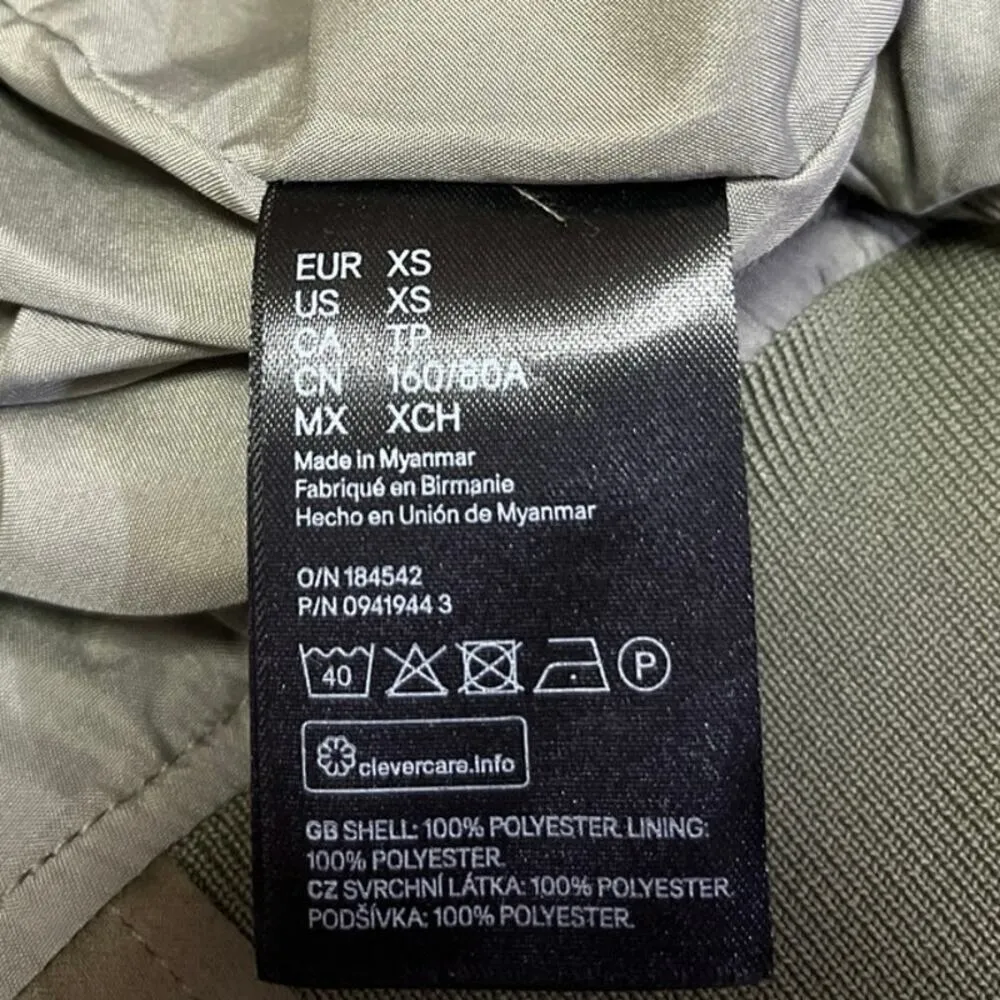 EUR XS
US XS
CA TP
CN 160/80A
MX XCH
Made in Myanmar
Fabriqué en Birmanie
Hecho en Unión de Myanmar
O/N 184542
P/N 0941944 3
40 P
clevercare.info
GB SHELL: 100% POLYESTER. LINING:
100% POLYESTER.
CZ SVRCHNÍ LÁTKA: 100% POLYESTER.
PODŠÍVKA: 100% POLYESTER.